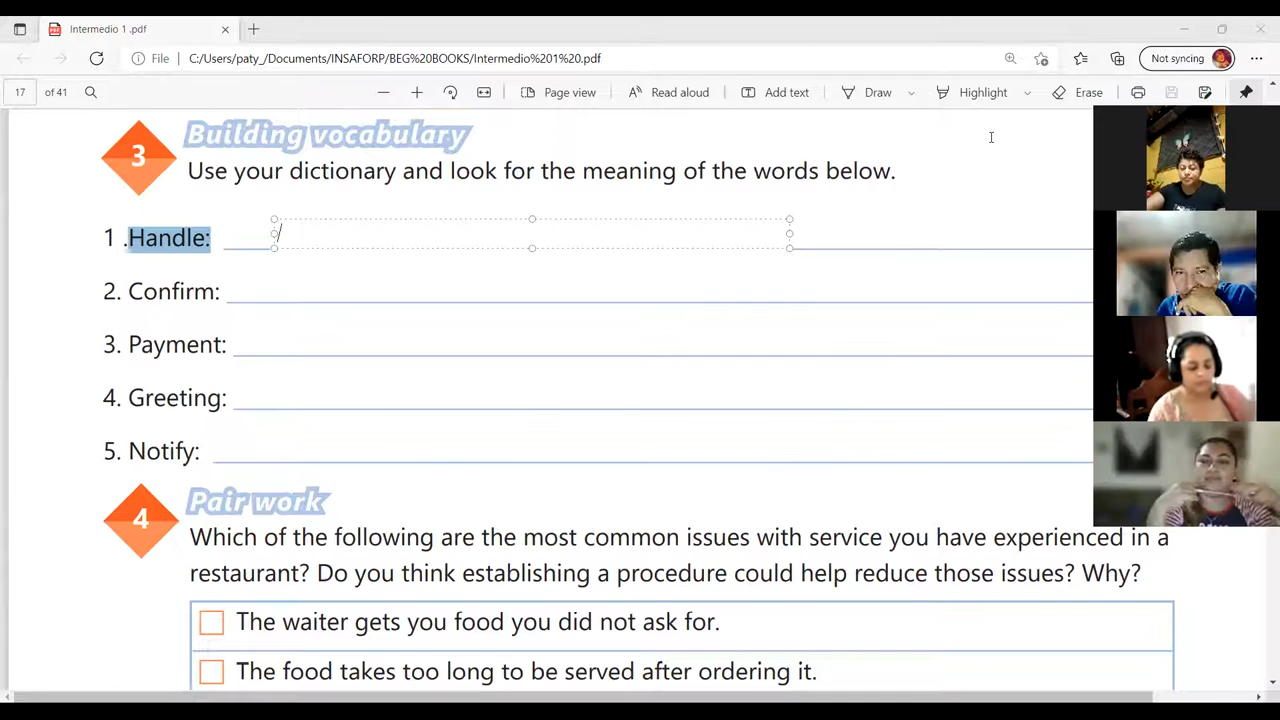 Intermedio 1 .pdf
File
C:/Users/paty_/Documents/INSAFORP/BEG%20BOOKS/Intermedio%201%20.pdf
Not syncing
17 of 41
Page view
Read aloud
Add text
Draw
Highlight
Erase
3
Building vocabulary
Use your dictionary and look for the meaning of the words below.
1 .Handle: /
2. Confirm:
3. Payment:
4. Greeting:
5. Notify:
4
Pair work
Which of the following are the most common issues with service you have experienced in a
restaurant? Do you think establishing a procedure could help reduce those issues? Why?
The waiter gets you food you did not ask for.
The food takes too long to be served after ordering it.